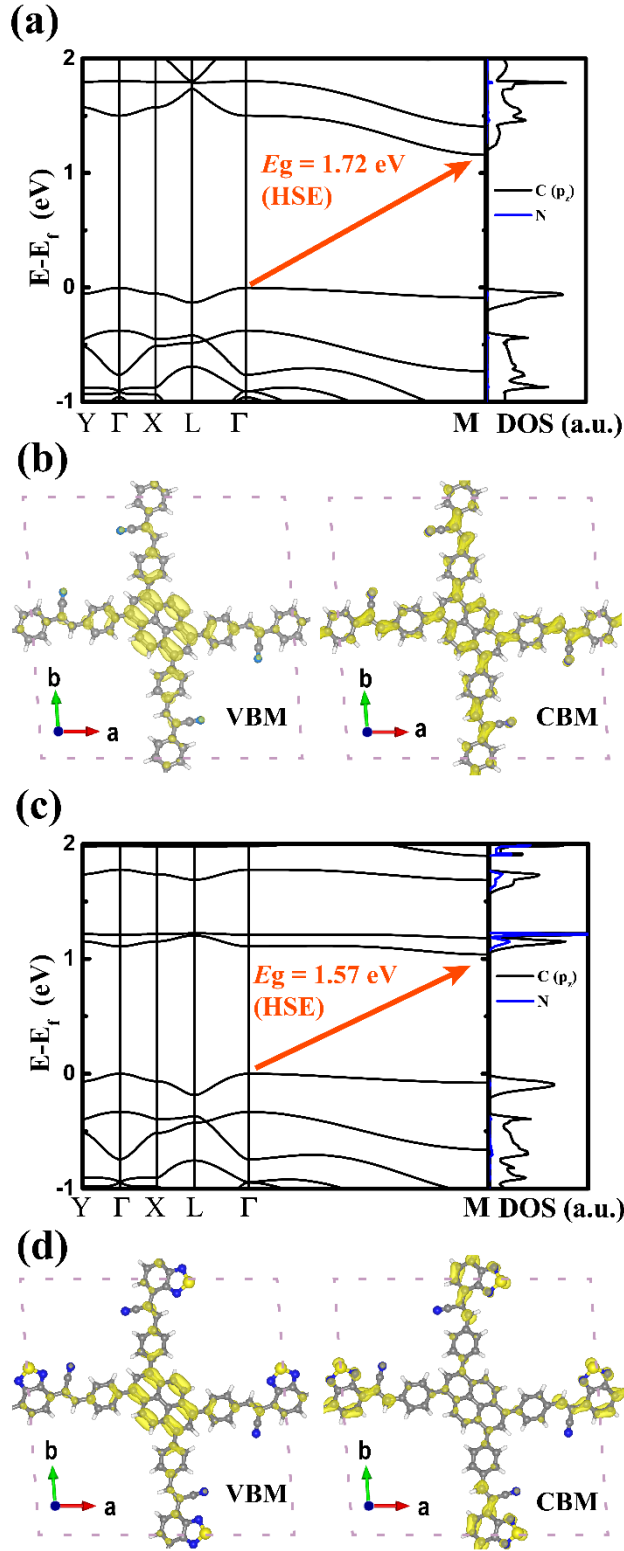 (a)
2
1
0
-1
E-E_f (eV)
Eg = 1.72 eV
(HSE)
C (p_z)
N
Y Γ X L Γ M DOS (a.u.)
(b)
b
a
VBM
b
a
CBM
(c)
2
1
0
-1
E-E_f (eV)
Eg = 1.57 eV
(HSE)
C (p_z)
N
Y Γ X L Γ M DOS (a.u.)
(d)
b
a
VBM
b
a
CBM